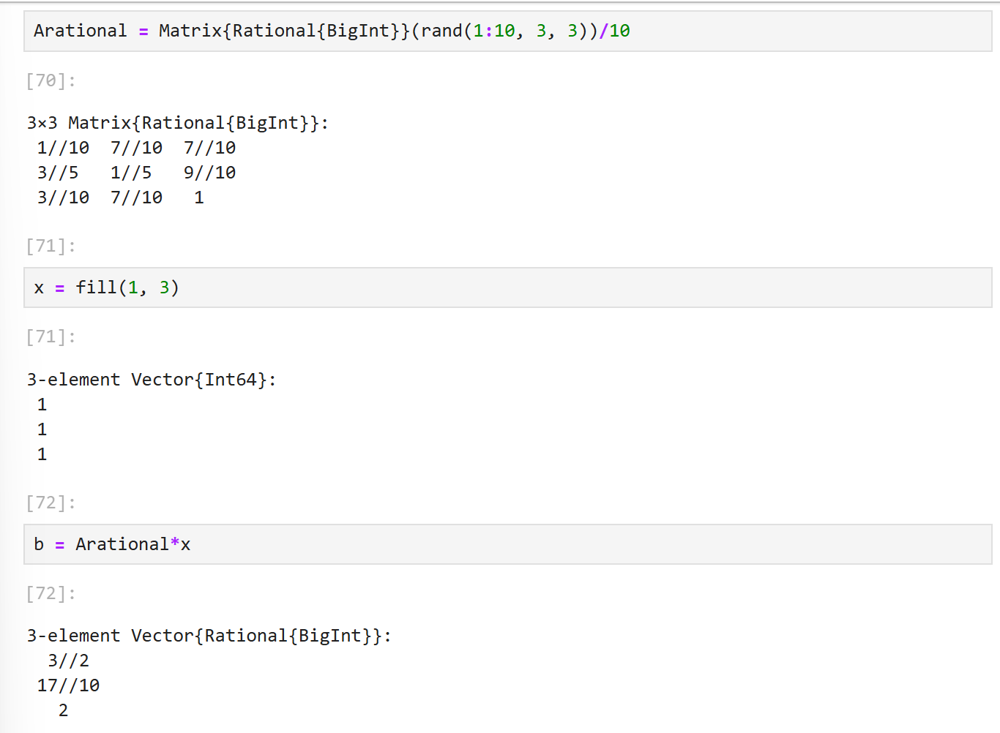 Arational = Matrix{Rational{BigInt}}(rand(1:10, 3, 3))/10
[70]:
3×3 Matrix{Rational{BigInt}}:
1//10  7//10  7//10
3//5   1//5   9//10
3//10  7//10   1
[71]:
x = fill(1, 3)
[71]:
3-element Vector{Int64}:
1
1
1
[72]:
b = Arational*x
[72]:
3-element Vector{Rational{BigInt}}:
3//2
17//10
2